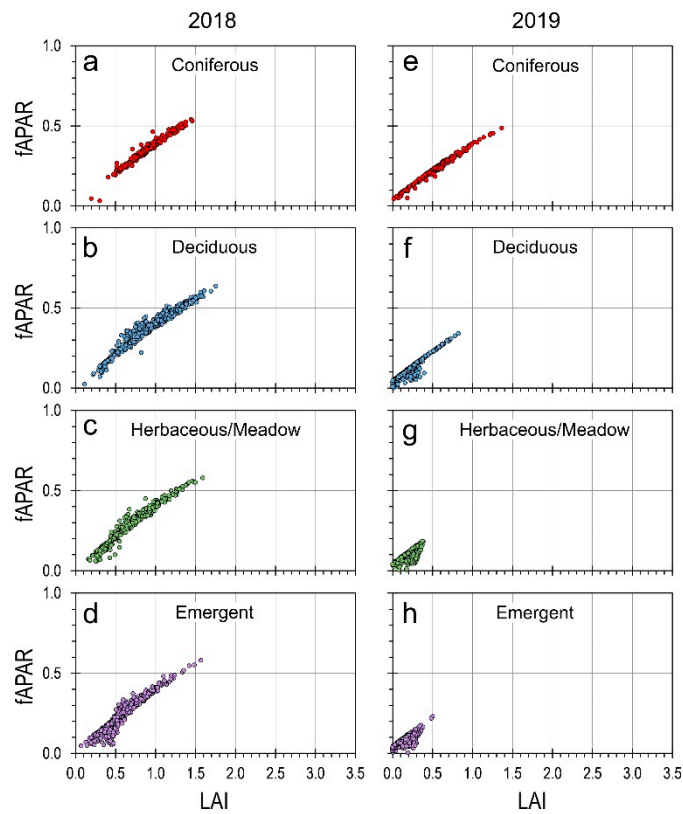 2018 2019
a Coniferous e Coniferous
fAPAR 1.0 0.5 0.0
b Deciduous f Deciduous
fAPAR 1.0 0.5 0.0
c Herbaceous/Meadow g Herbaceous/Meadow
fAPAR 1.0 0.5 0.0
d Emergent h Emergent
fAPAR 1.0 0.5 0.0
0.0 0.5 1.0 1.5 2.0 2.5 3.0 3.5 0.0 0.5 1.0 1.5 2.0 2.5 3.0 3.5
LAI LAI